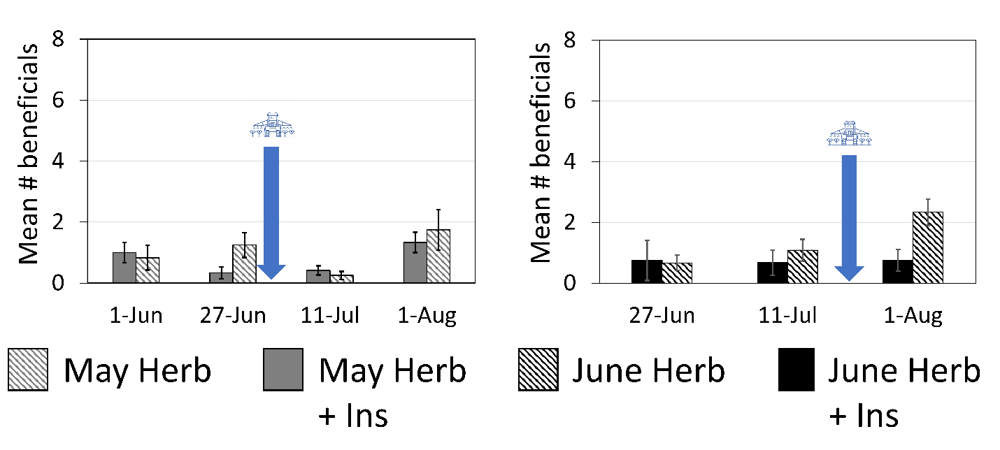 Mean # beneficials
8
6
4
2
0
1-Jun 27-Jun 11-Jul 1-Aug
Mean # beneficials
8
6
4
2
0
27-Jun 11-Jul 1-Aug
May Herb
May Herb
+ Ins
June Herb
June Herb
+ Ins